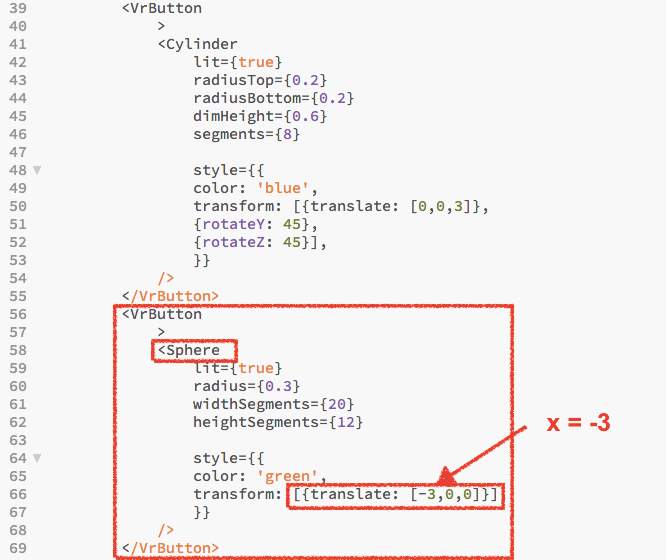 39 <VrButton
40 >
41 <Cylinder
42 lit={true}
43 radiusTop={0.2}
44 radiusBottom={0.2}
45 dimHeight={0.6}
46 segments={8}
47
48 style={{
49 color: 'blue',
50 transform: [{translate: [0,0,3]},
51 {rotateY: 45},
52 {rotateZ: 45}],
53 }}
54 />
55 </VrButton>
56 <VrButton
57 >
58 <Sphere
59 lit={true}
60 radius={0.3}
61 widthSegments={20}
62 heightSegments={12}
x = -3
63
64 style={{
65 color: 'green',
66 transform: [{translate: [-3,0,0]}]
67 }}
68 />
69 </VrButton>